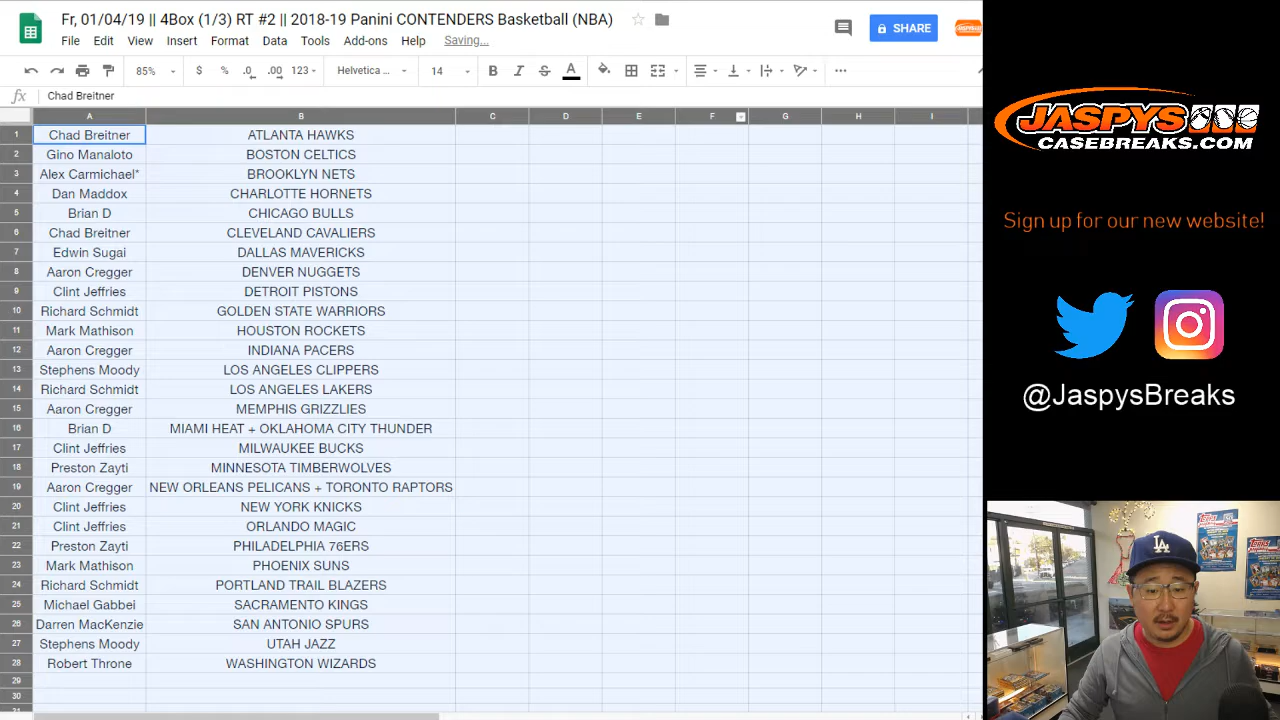 Fr, 01/04/19 || 4Box (1/3) RT #2 || 2018-19 Panini CONTENDERS Basketball (NBA)
File Edit View Insert Format Tools Add-ons Help Saving...
SHARE
85% $ % .0 .00 123 Helvetica ... 14 B I S A
fx Chad Breitner
A B C D E F G H I
1 Chad Breitner ATLANTA HAWKS
2 Gino Manaloto BOSTON CELTICS
3 Alex Carmichael* BROOKLYN NETS
4 Dan Maddox CHARLOTTE HORNETS
5 Brian D CHICAGO BULLS
6 Chad Breitner CLEVELAND CAVALIERS
7 Edwin Sugai DALLAS MAVERICKS
8 Aaron Cregger DENVER NUGGETS
9 Clint Jeffries DETROIT PISTONS
10 Richard Schmidt GOLDEN STATE WARRIORS
11 Mark Mathison HOUSTON ROCKETS
12 Aaron Cregger INDIANA PACERS
13 Stephens Moody LOS ANGELES CLIPPERS
14 Richard Schmidt LOS ANGELES LAKERS
15 Aaron Cregger MEMPHIS GRIZZLIES
16 Brian D MIAMI HEAT + OKLAHOMA CITY THUNDER
17 Clint Jeffries MILWAUKEE BUCKS
18 Preston Zayti MINNESOTA TIMBERWOLVES
19 Aaron Cregger NEW ORLEANS PELICANS + TORONTO RAPTORS
20 Clint Jeffries NEW YORK KNICKS
21 Clint Jeffries ORLANDO MAGIC
22 Preston Zayti PHILADELPHIA 76ERS
23 Mark Mathison PHOENIX SUNS
24 Richard Schmidt PORTLAND TRAIL BLAZERS
25 Michael Gabbei SACRAMENTO KINGS
26 Darren MacKenzie SAN ANTONIO SPURS
27 Stephens Moody UTAH JAZZ
28 Robert Throne WASHINGTON WIZARDS
29
30
JASPYS
CASEBREAKS.COM
Sign up for our new website!
@JaspysBreaks
LA
Topps